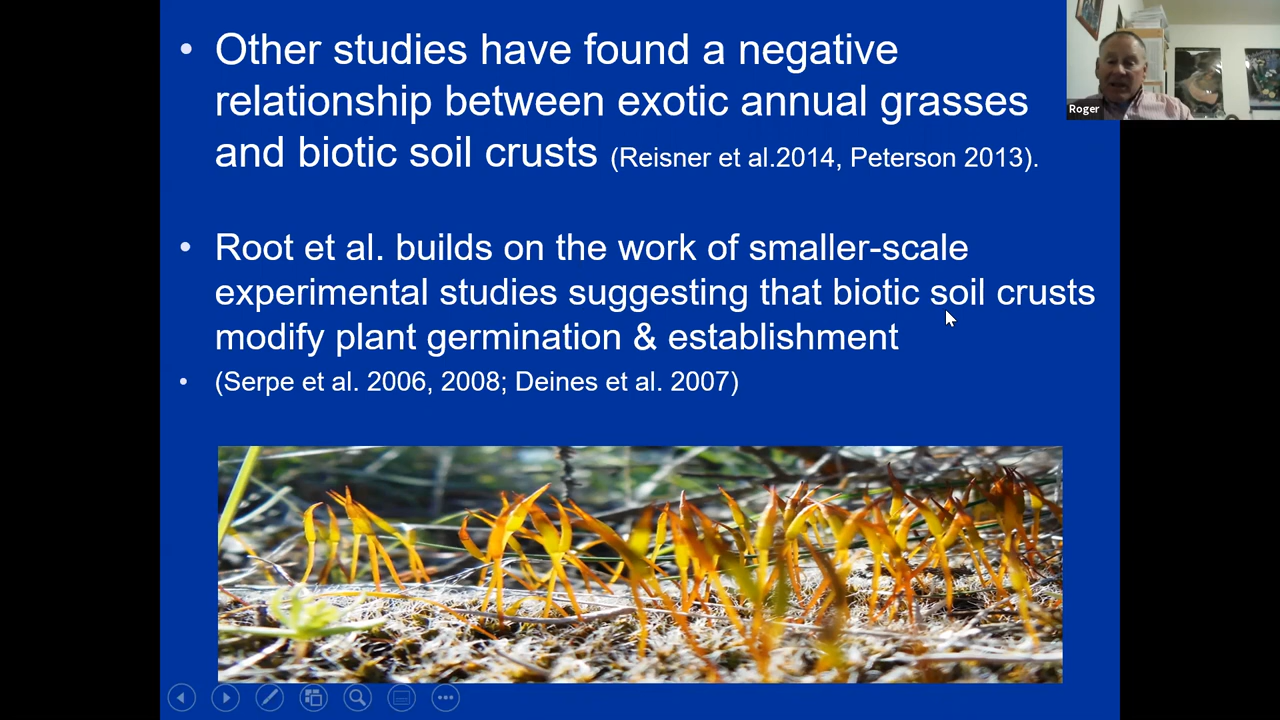 • Other studies have found a negative
relationship between exotic annual grasses
and biotic soil crusts (Reisner et al.2014, Peterson 2013).
Roger
• Root et al. builds on the work of smaller-scale
experimental studies suggesting that biotic soil crusts
modify plant germination & establishment
• (Serpe et al. 2006, 2008; Deines et al. 2007)